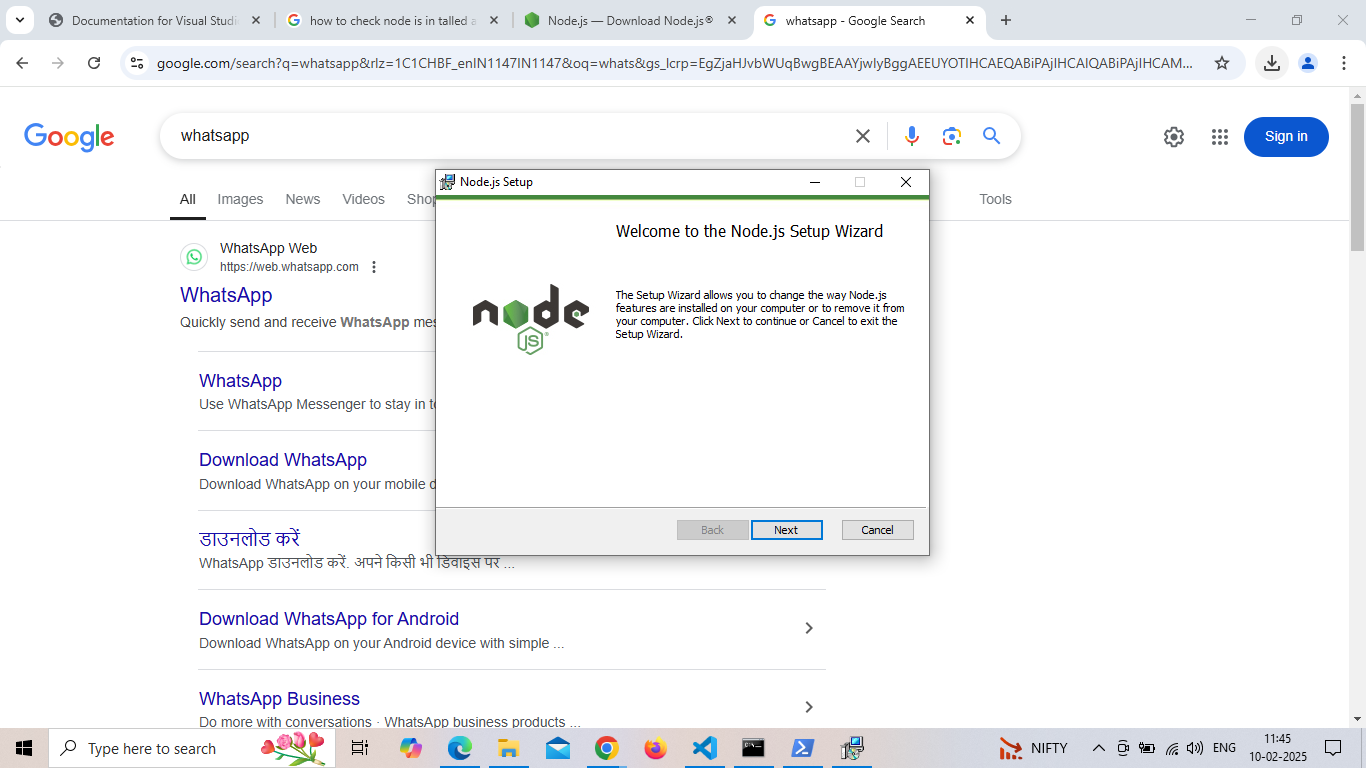 Documentation for Visual Studi
how to check node is in talled a
Node.js — Download Node.js®
whatsapp - Google Search
google.com/search?q=whatsapp&rlz=1C1CHBF_enIN1147IN1147&oq=whats&gs_lcrp=EgZjaHJvbWUqBwgBEAAYjwIyBggAEEUYOTIHCAEQABiPAjIHCAIQABiPAjIHCAM...
Google
whatsapp
Sign in
All
Images
News
Videos
Shop
Tools
WhatsApp Web
https://web.whatsapp.com
WhatsApp
Quickly send and receive WhatsApp mes
WhatsApp
Use WhatsApp Messenger to stay in to
Download WhatsApp
Download WhatsApp on your mobile d
डाउनलोड करें
WhatsApp डाउनलोड करें. अपने किसी भी डिवाइस पर ...
Download WhatsApp for Android
Download WhatsApp on your Android device with simple ...
WhatsApp Business
Do more with conversations · WhatsApp business products ...
Node.js Setup
Welcome to the Node.js Setup Wizard
node
JS
The Setup Wizard allows you to change the way Node.js
features are installed on your computer or to remove it from
your computer. Click Next to continue or Cancel to exit the
Setup Wizard.
Back
Next
Cancel
Type here to search
NIFTY
ENG
11:45
10-02-2025